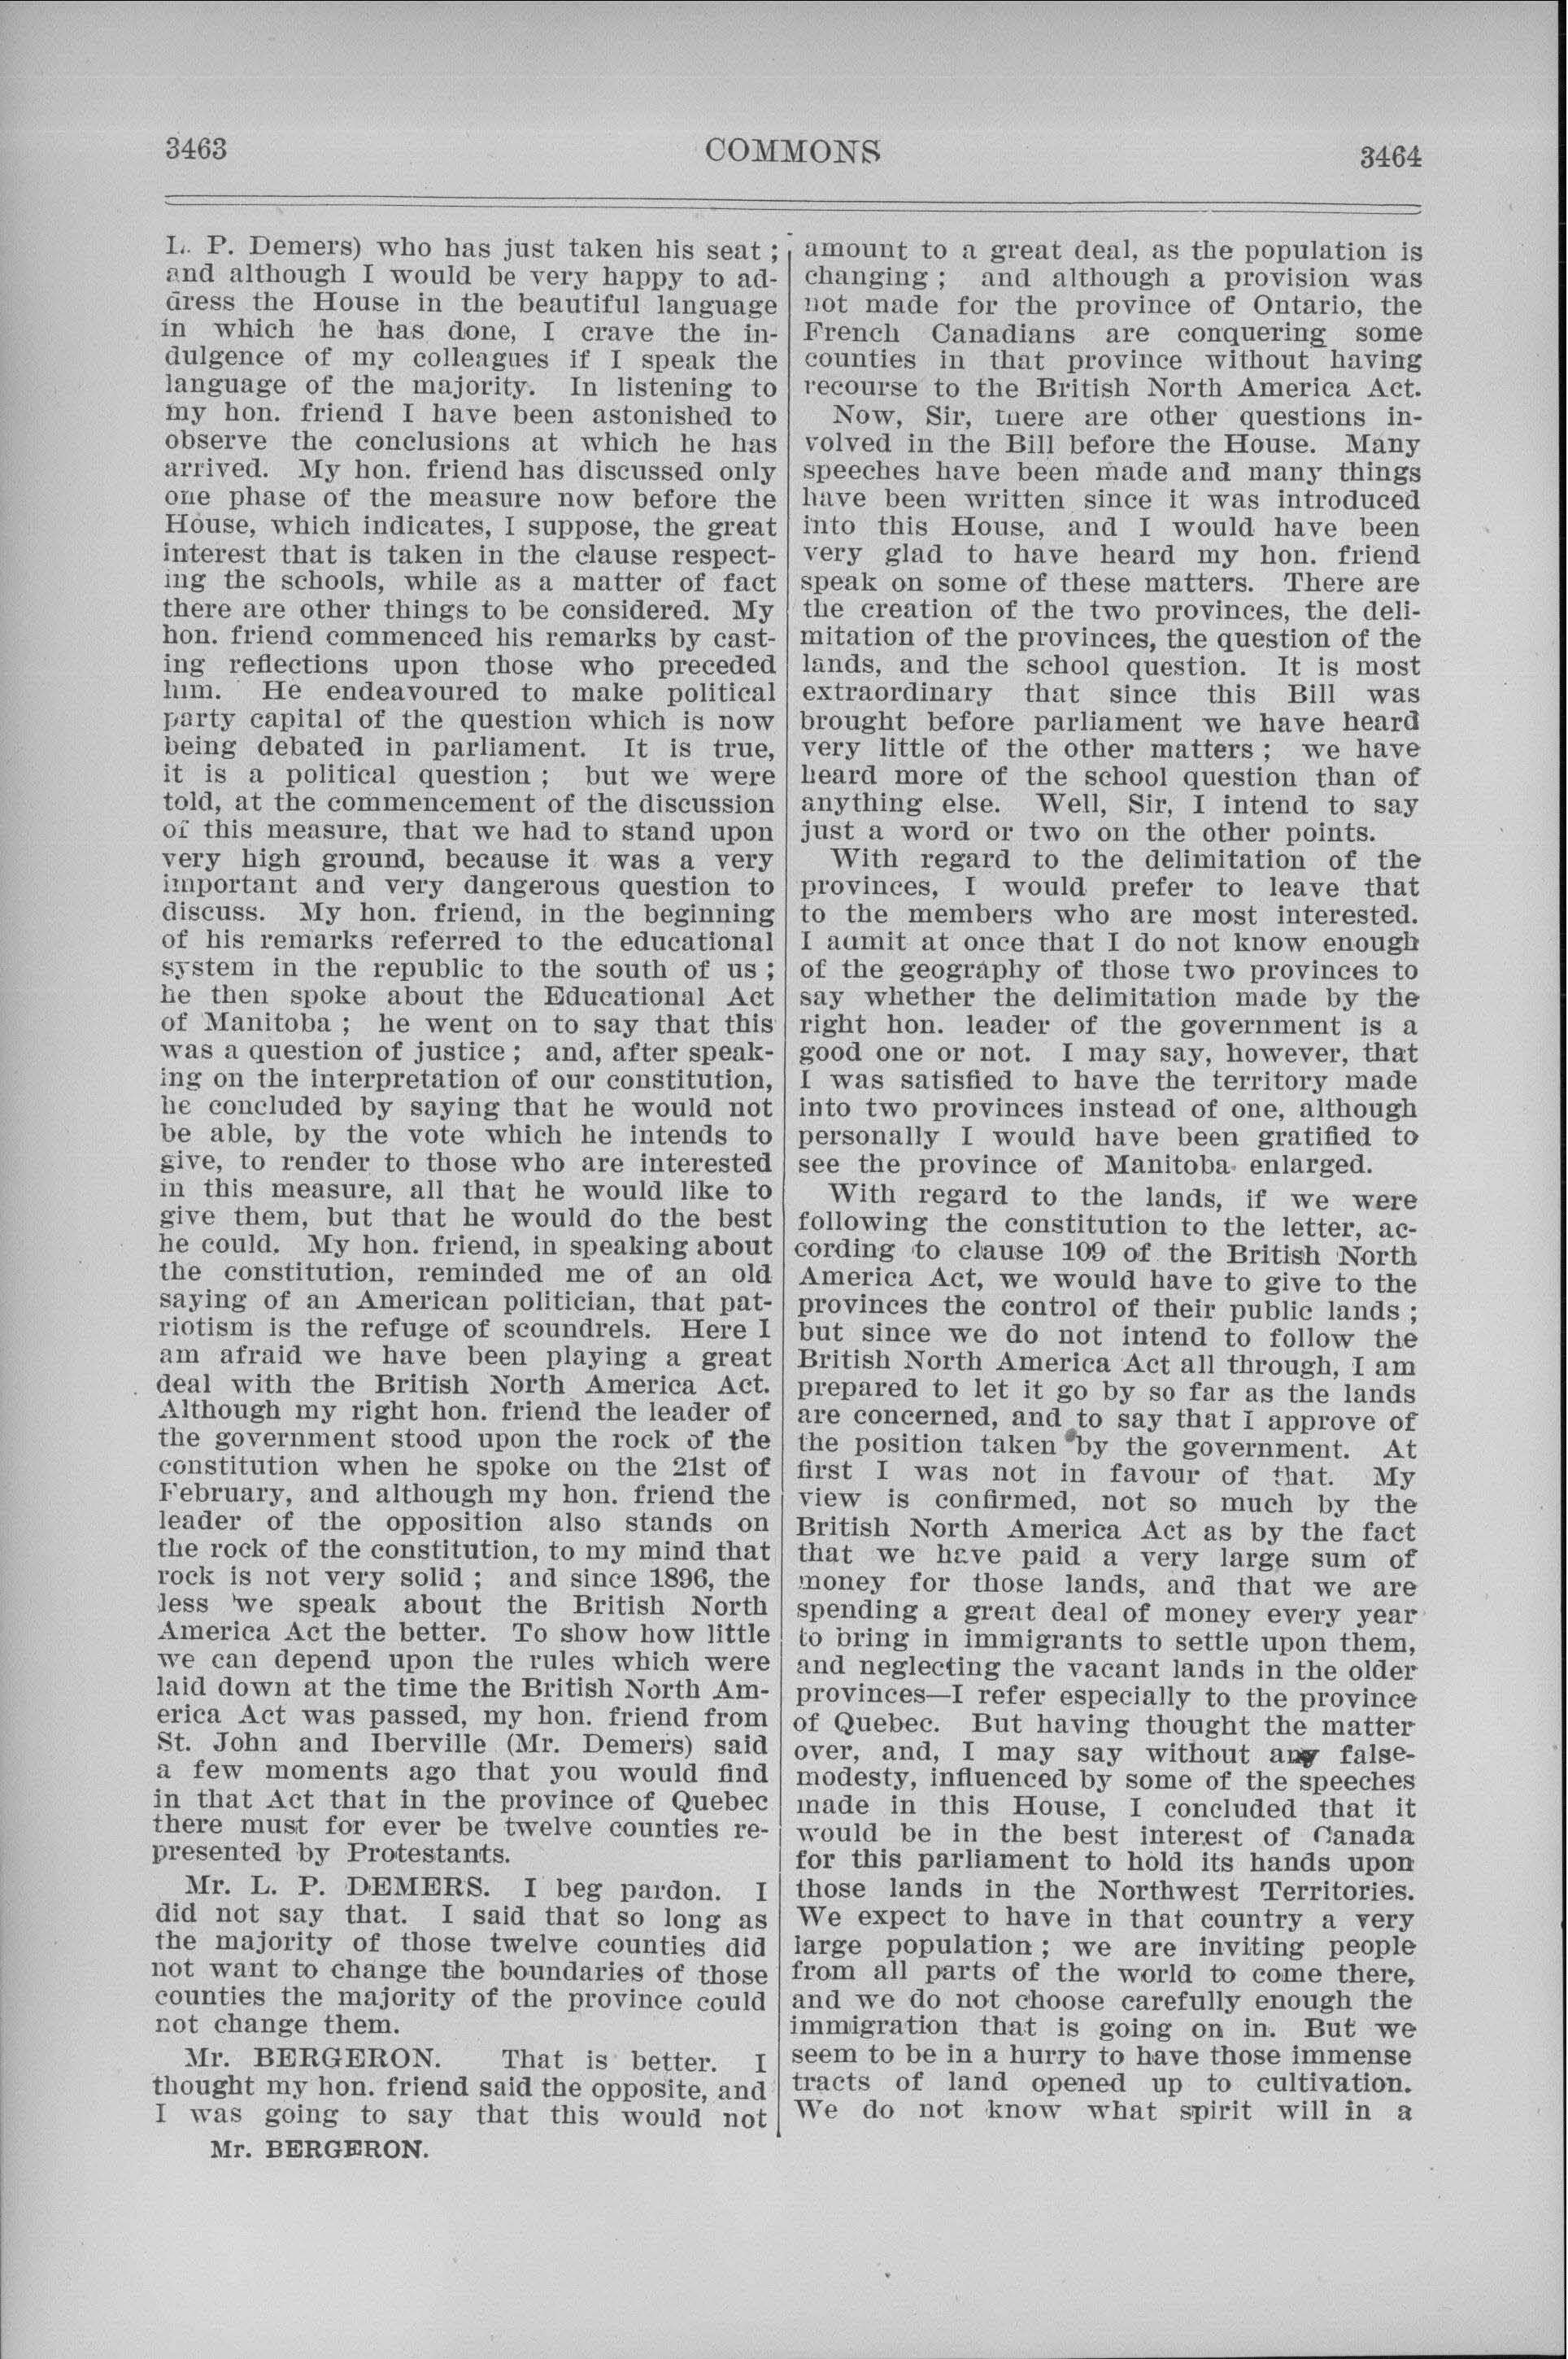 3463
COMMONS
3464
L. P. Demers) who has just taken his seat ;
and although I would be very happy to ad-
dress the House in the beautiful language
in which he has done, I crave the in-
dulgence of my colleagues if I speak the
language of the majority. In listening to
my hon. friend I have been astonished to
observe the conclusions at which he has
arrived. My hon. friend has discussed only
one phase of the measure now before the
House, which indicates, I suppose, the great
interest that is taken in the clause respect-
ing the schools, while as a matter of fact
there are other things to be considered. My
hon. friend commenced his remarks by cast-
ing reflections upon those who preceded
him. He endeavoured to make political
party capital of the question which is now
being debated in parliament. It is true,
it is a political question ; but we were
told, at the commencement of the discussion
of this measure, that we had to stand upon
very high ground, because it was a very
important and very dangerous question to
discuss. My hon. friend, in the beginning
of his remarks referred to the educational
system in the republic to the south of us ;
he then spoke about the Educational Act
of Manitoba ; he went on to say that this
was a question of justice ; and, after speak-
ing on the interpretation of our constitution,
he concluded by saying that he would not
be able, by the vote which he intends to
give, to render to those who are interested
in this measure, all that he would like to
give them, but that he would do the best
he could. My hon. friend, in speaking about
the constitution, reminded me of an old
saying of an American politician, that pat-
riotism is the refuge of scoundrels. Here I
am afraid we have been playing a great
deal with the British North America Act.
Although my right hon. friend the leader of
the government stood upon the rock of the
constitution when he spoke on the 21st of
February, and although my hon. friend the
leader of the opposition also stands on
the rock of the constitution, to my mind that
rock is not very solid ; and since 1896, the
less we speak about the British North
America Act the better. To show how little
we can depend upon the rules which were
laid down at the time the British North Am-
erica Act was passed, my hon. friend from
St. John and Iberville (Mr. Demers) said
a few moments ago that you would find
in that Act that in the province of Quebec
there must for ever be twelve counties re-
presented by Protestants.
Mr. L. P. DEMERS. I beg pardon. I
did not say that. I said that so long as
the majority of those twelve counties did
not want to change the boundaries of those
counties the majority of the province could
not change them.
Mr. BERGERON. That is better. I
thought my hon. friend said the opposite, and
I was going to say that this would not
Mr. BERGERON.
amount to a great deal, as the population is
changing ; and although a provision was
not made for the province of Ontario, the
French Canadians are conquering some
counties in that province without having
recourse to the British North America Act.
Now, Sir, there are other questions in-
volved in the Bill before the House. Many
speeches have been made and many things
have been written since it was introduced
into this House, and I would have been
very glad to have heard my hon. friend
speak on some of these matters. There are
the creation of the two provinces, the deli-
mitation of the provinces, the question of the
lands, and the school question. It is most
extraordinary that since this Bill was
brought before parliament we have heard
very little of the other matters ; we have
heard more of the school question than of
anything else. Well, Sir, I intend to say
just a word or two on the other points.
With regard to the delimitation of the
provinces, I would prefer to leave that
to the members who are most interested.
I admit at once that I do not know enough
of the geography of those two provinces to
say whether the delimitation made by the
right hon. leader of the government is a
good one or not. I may say, however, that
I was satisfied to have the territory made
into two provinces instead of one, although
personally I would have been gratified to
see the province of Manitoba enlarged.
With regard to the lands, if we were
following the constitution to the letter, ac-
cording to clause 109 of the British North
America Act, we would have to give to the
provinces the control of their public lands ;
but since we do not intend to follow the
British North America Act all through, I am
prepared to let it go by so far as the lands
are concerned, and to say that I approve of
the position taken by the government. At
first I was not in favour of that. My
view is confirmed, not so much by the
British North America Act as by the fact
that we have paid a very large sum of
money for those lands, and that we are
spending a great deal of money every year
to bring in immigrants to settle upon them,
and neglecting the vacant lands in the older
provinces—I refer especially to the province
of Quebec. But having thought the matter
over, and, I may say without any false-
modesty, influenced by some of the speeches
made in this House, I concluded that it
would be in the best interest of Canada
for this parliament to hold its hands upon
those lands in the Northwest Territories.
We expect to have in that country a very
large population ; we are inviting people
from all parts of the world to come there,
and we do not choose carefully enough the
immigration that is going on in. But we
seem to be in a hurry to have those immense
tracts of land opened up to cultivation.
We do not know what spirit will in a